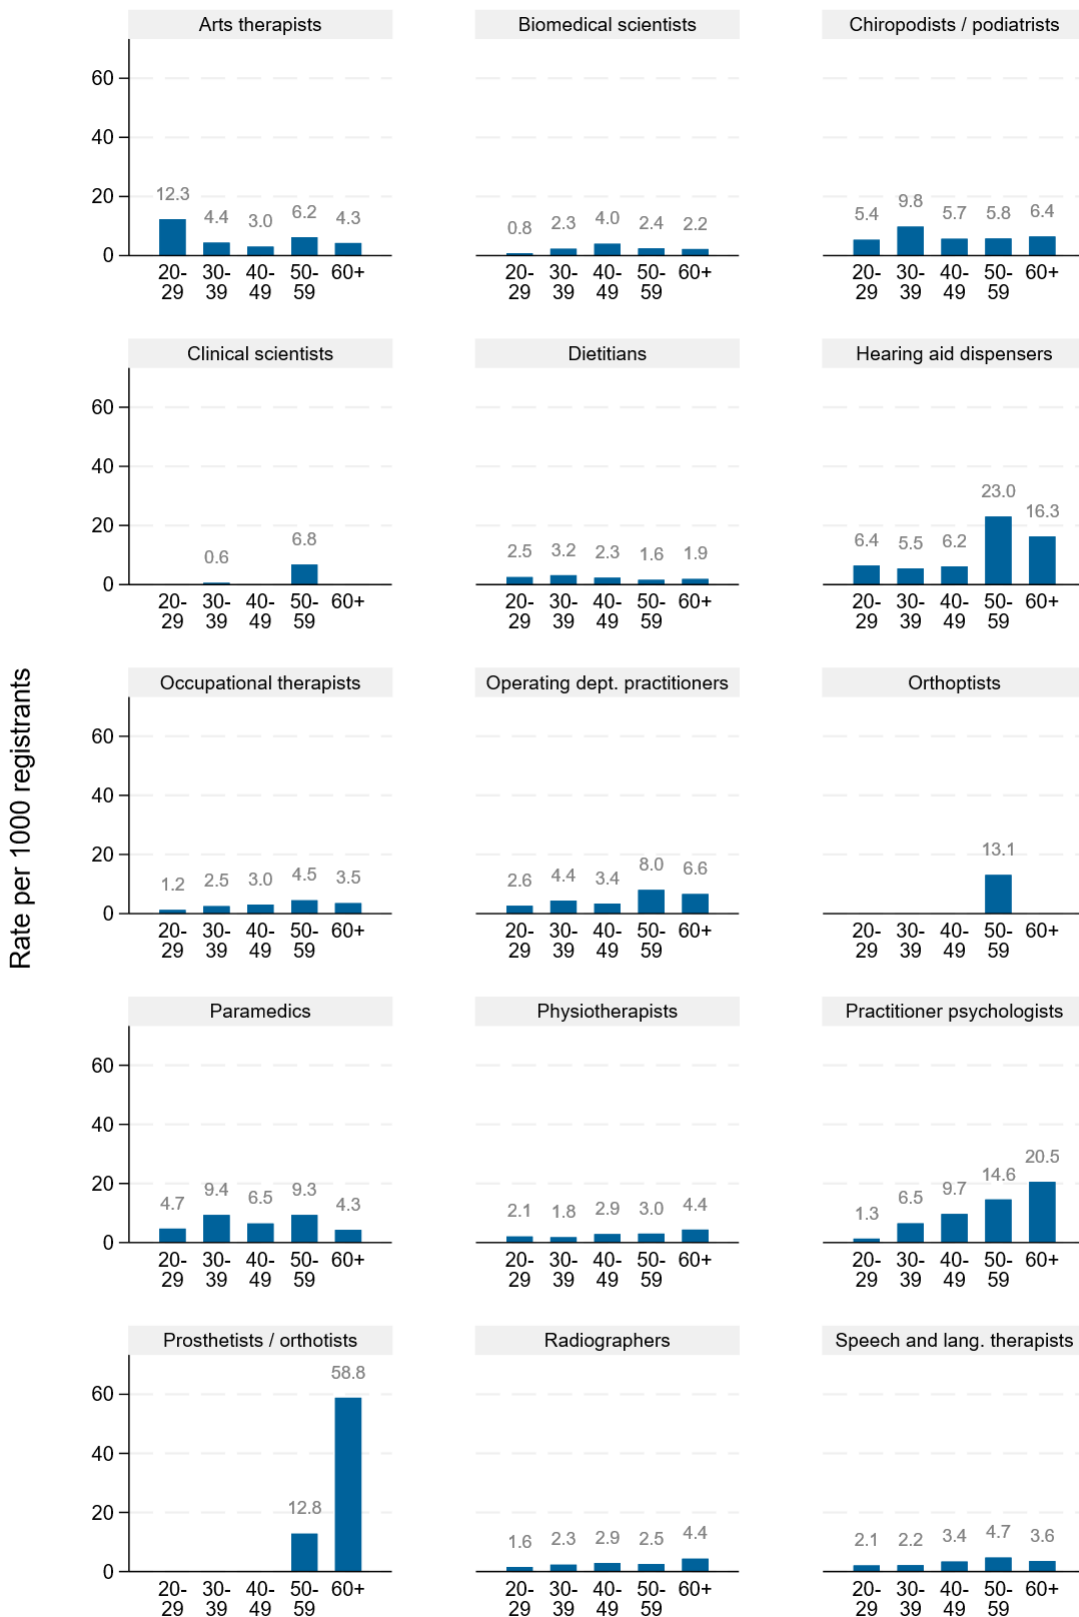 Rate per 1000 registrants
Arts therapists
60
40
20
0
12.3 4.4 3.0 6.2 4.3
20- 30- 40- 50- 60+
29 39 49 59
Biomedical scientists
0.8 2.3 4.0 2.4 2.2
20- 30- 40- 50- 60+
29 39 49 59
Chiropodists / podiatrists
5.4 9.8 5.7 5.8 6.4
20- 30- 40- 50- 60+
29 39 49 59
Clinical scientists
60
40
20
0
0.6 6.8
20- 30- 40- 50- 60+
29 39 49 59
Dietitians
2.5 3.2 2.3 1.6 1.9
20- 30- 40- 50- 60+
29 39 49 59
Hearing aid dispensers
6.4 5.5 6.2 23.0 16.3
20- 30- 40- 50- 60+
29 39 49 59
Occupational therapists
60
40
20
0
1.2 2.5 3.0 4.5 3.5
20- 30- 40- 50- 60+
29 39 49 59
Operating dept. practitioners
2.6 4.4 3.4 8.0 6.6
20- 30- 40- 50- 60+
29 39 49 59
Orthoptists
13.1
20- 30- 40- 50- 60+
29 39 49 59
Paramedics
60
40
20
0
4.7 9.4 6.5 9.3 4.3
20- 30- 40- 50- 60+
29 39 49 59
Physiotherapists
2.1 1.8 2.9 3.0 4.4
20- 30- 40- 50- 60+
29 39 49 59
Practitioner psychologists
1.3 6.5 9.7 14.6 20.5
20- 30- 40- 50- 60+
29 39 49 59
Prosthetists / orthotists
60
40
20
0
12.8 58.8
20- 30- 40- 50- 60+
29 39 49 59
Radiographers
1.6 2.3 2.9 2.5 4.4
20- 30- 40- 50- 60+
29 39 49 59
Speech and lang. therapists
2.1 2.2 3.4 4.7 3.6
20- 30- 40- 50- 60+
29 39 49 59